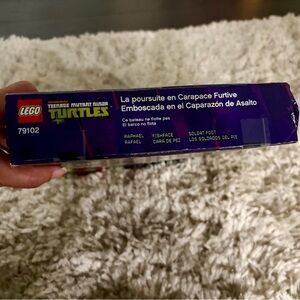 LEGO
TEENAGE MUTANT NINJA
TURTLES
79102
La poursuite en Carapace Furtive
Emboscada en el Caparazón de Asalto
Ce bateau ne flotte pas
El barco no flota
RAPHAEL FISHFACE SOLDAT FOOT
RAFAEL CARA DE PEZ LOS SOLDADOS DEL PIE